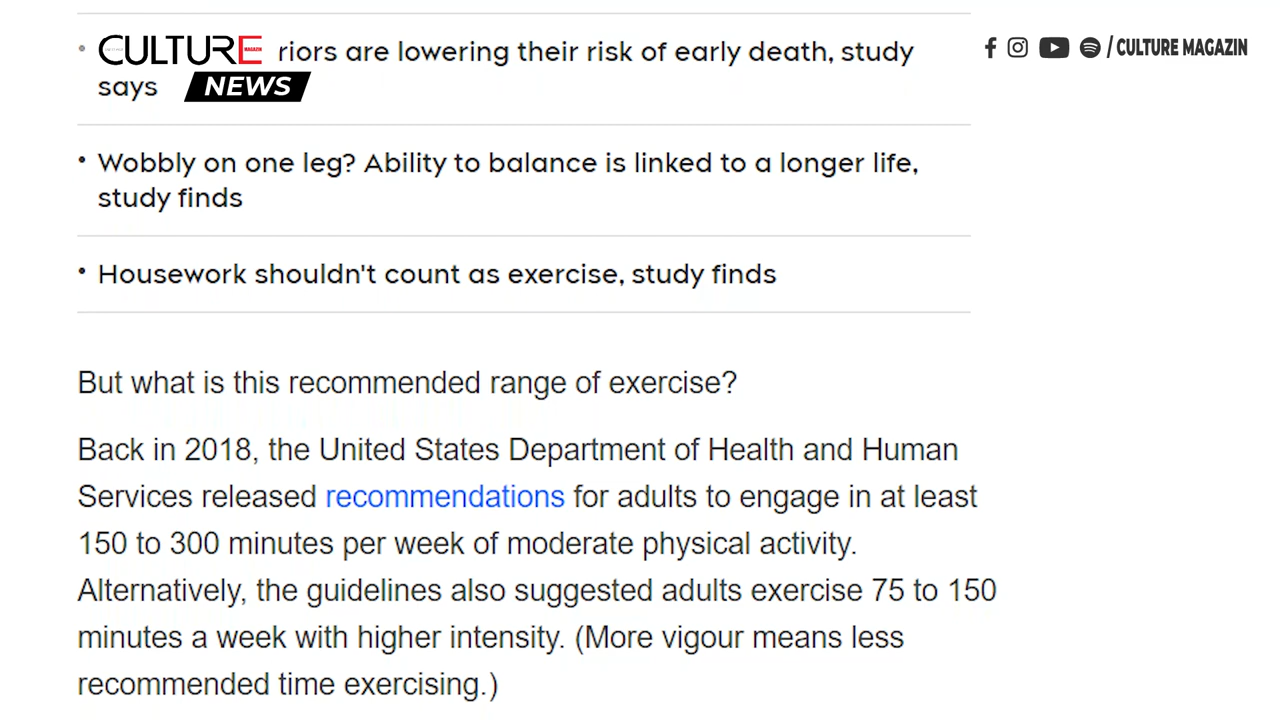 CULTURE
MAGAZIN
riors are lowering their risk of early death, study
says
NEWS
/ CULTURE MAGAZIN
Wobbly on one leg? Ability to balance is linked to a longer life,
study finds
Housework shouldn't count as exercise, study finds
But what is this recommended range of exercise?
Back in 2018, the United States Department of Health and Human
Services released recommendations for adults to engage in at least
150 to 300 minutes per week of moderate physical activity.
Alternatively, the guidelines also suggested adults exercise 75 to 150
minutes a week with higher intensity. (More vigour means less
recommended time exercising.)